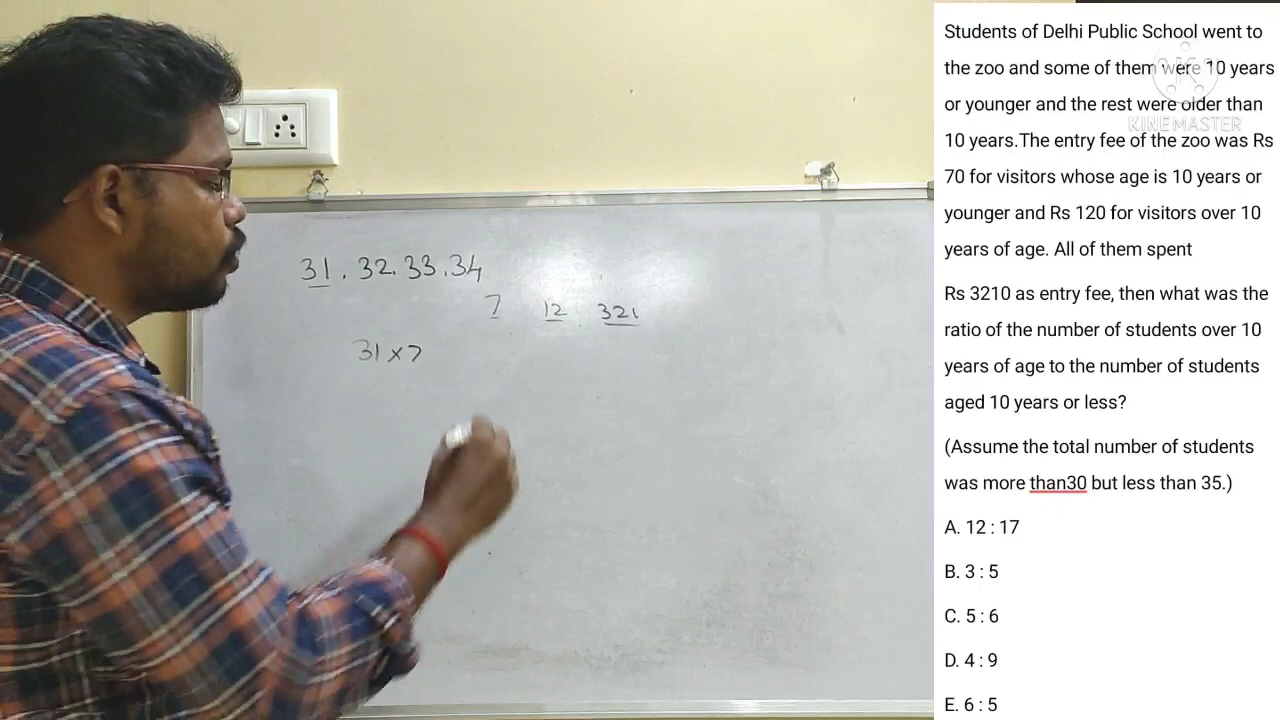 Students of Delhi Public School went to
the zoo and some of them were 10 years
or younger and the rest were older than
10 years.The entry fee of the zoo was Rs
70 for visitors whose age is 10 years or
younger and Rs 120 for visitors over 10
years of age. All of them spent
Rs 3210 as entry fee, then what was the
ratio of the number of students over 10
years of age to the number of students
aged 10 years or less?
(Assume the total number of students
was more than30 but less than 35.)
A. 12 : 17
B. 3 : 5
C. 5 : 6
D. 4 : 9
E. 6 : 5
KINEMASTER
31 . 32. 33 . 34
7 12 321
31 x 7